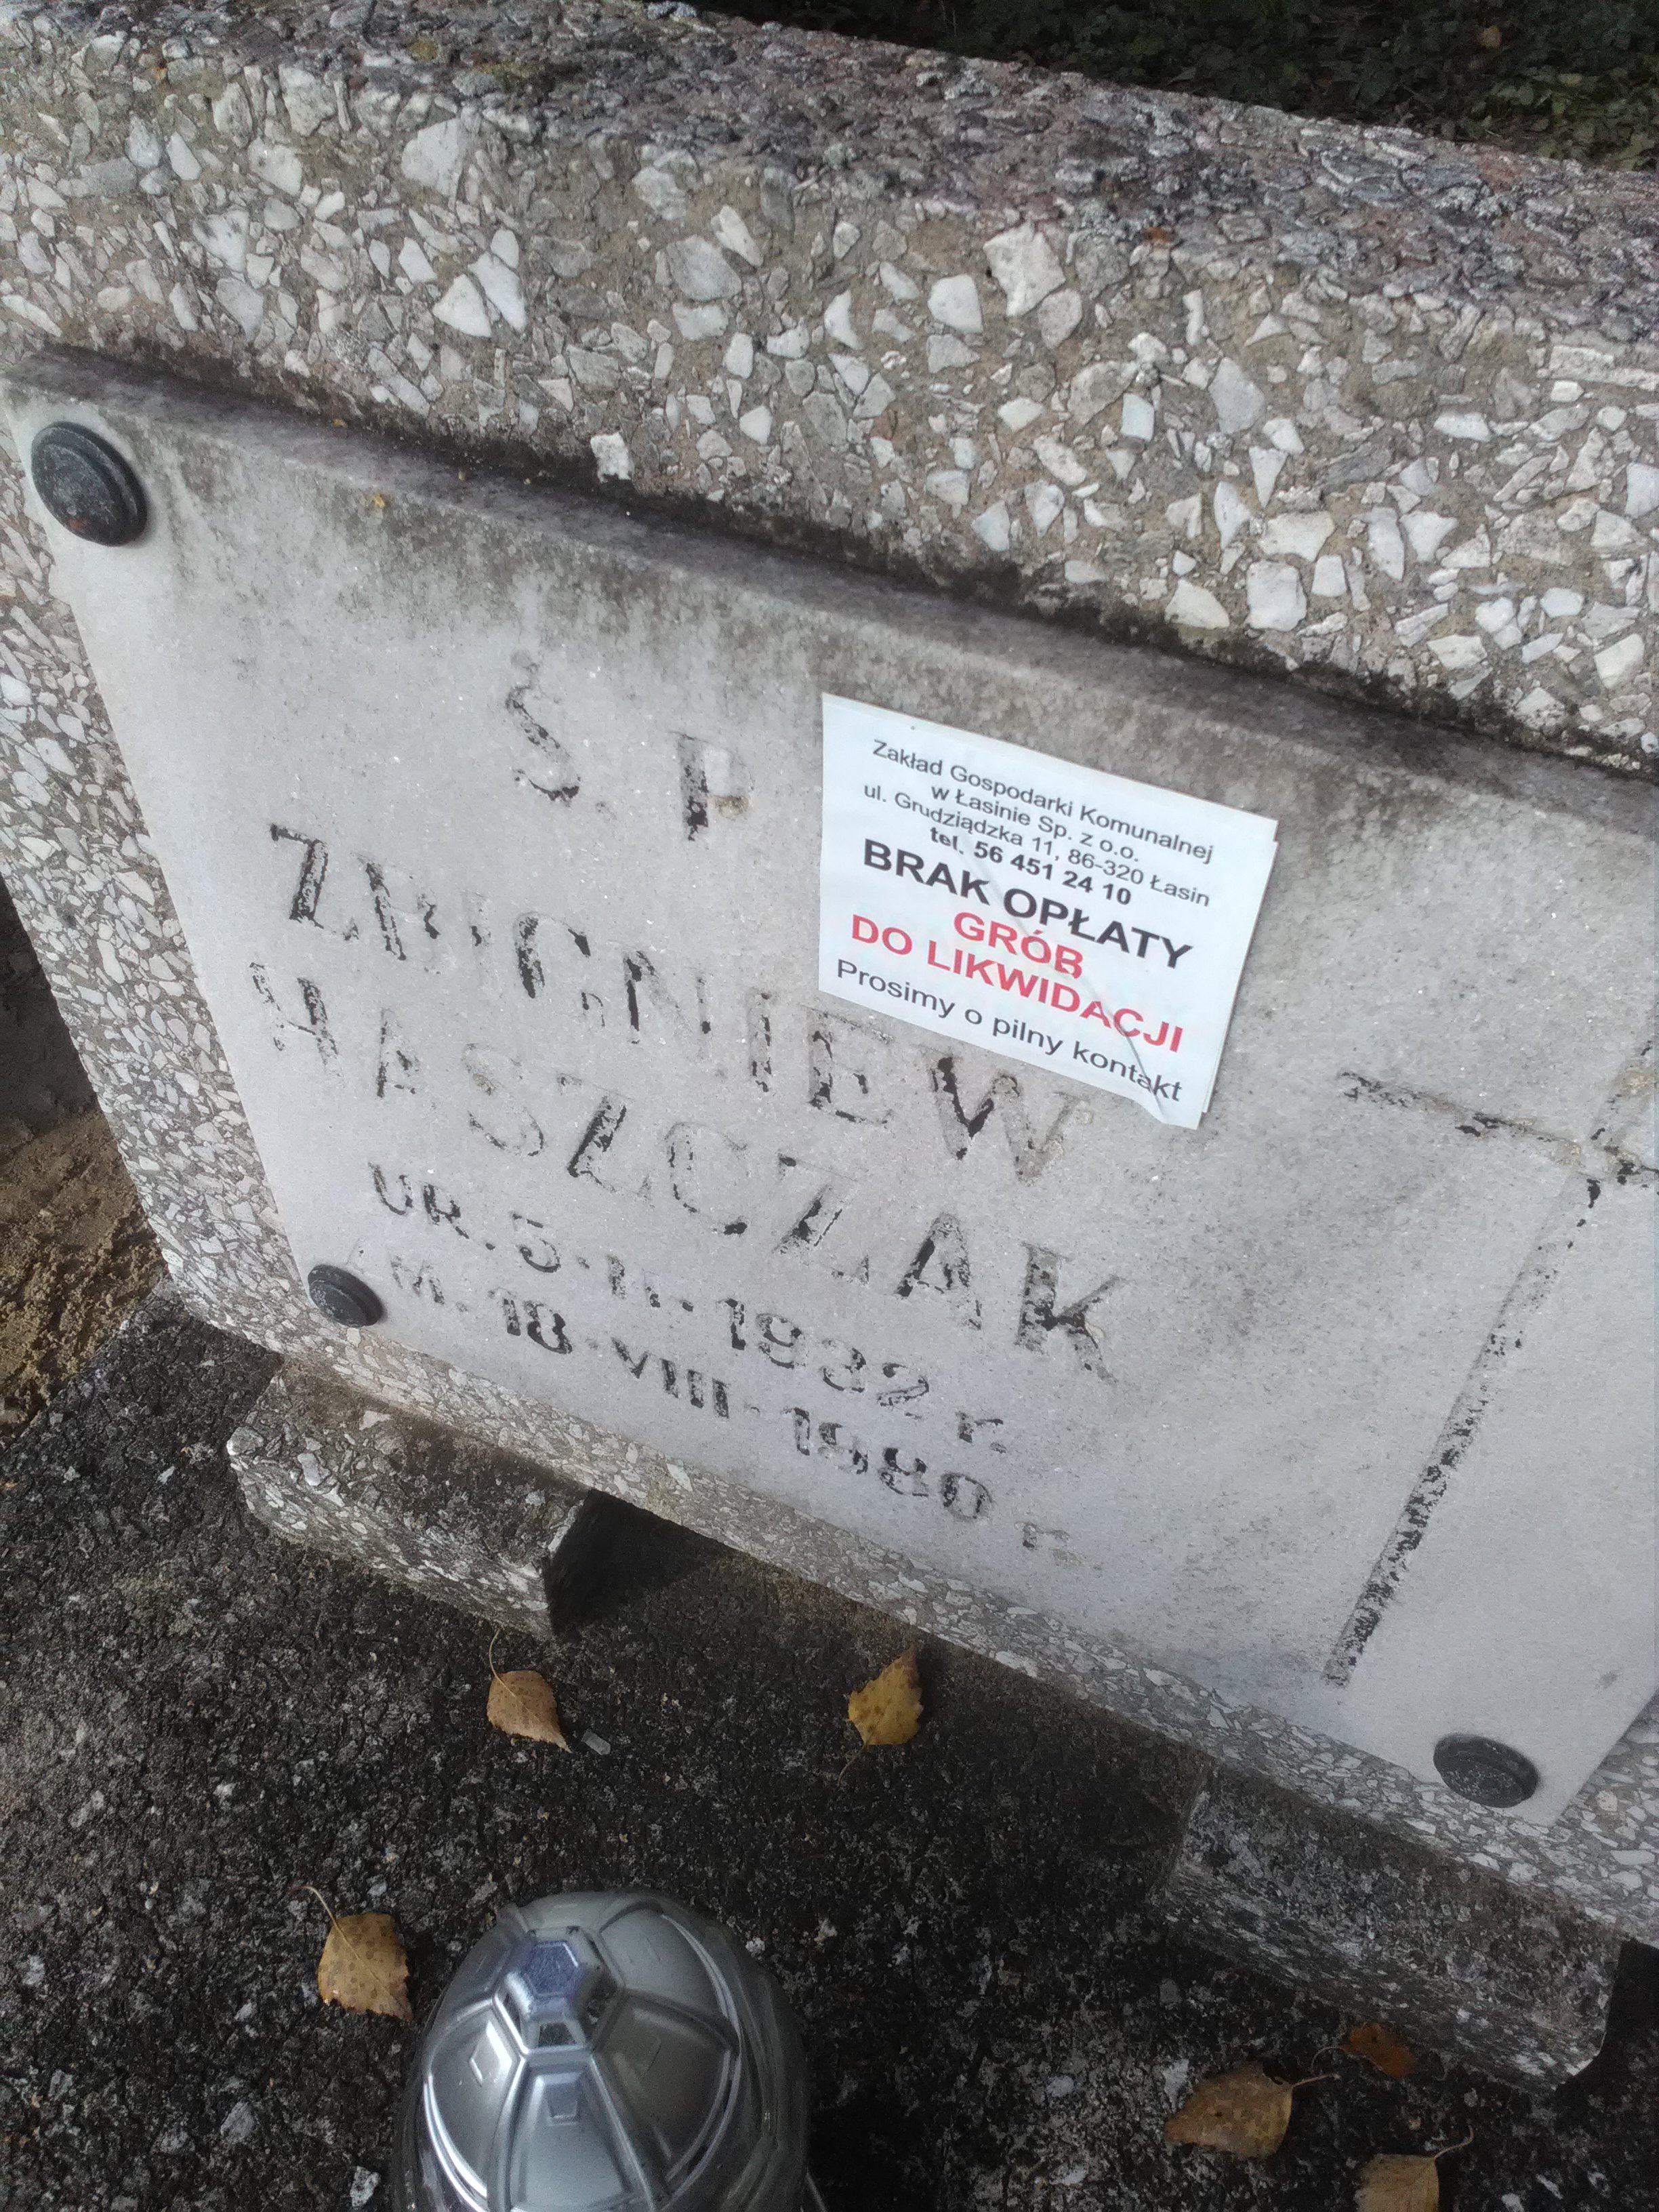 Ś. P
ZBIGNIEW
HASZCZAK
UR. 5·II·1932 r.
M. 18·VIII·1980 r.
Zakład Gospodarki Komunalnej
w Łasinie Sp. z o.o.
ul. Grudziądzka 11, 86-320 Łasin
tel. 56 451 24 10
BRAK OPŁATY
GRÓB
DO LIKWIDACJI
Prosimy o pilny kontakt